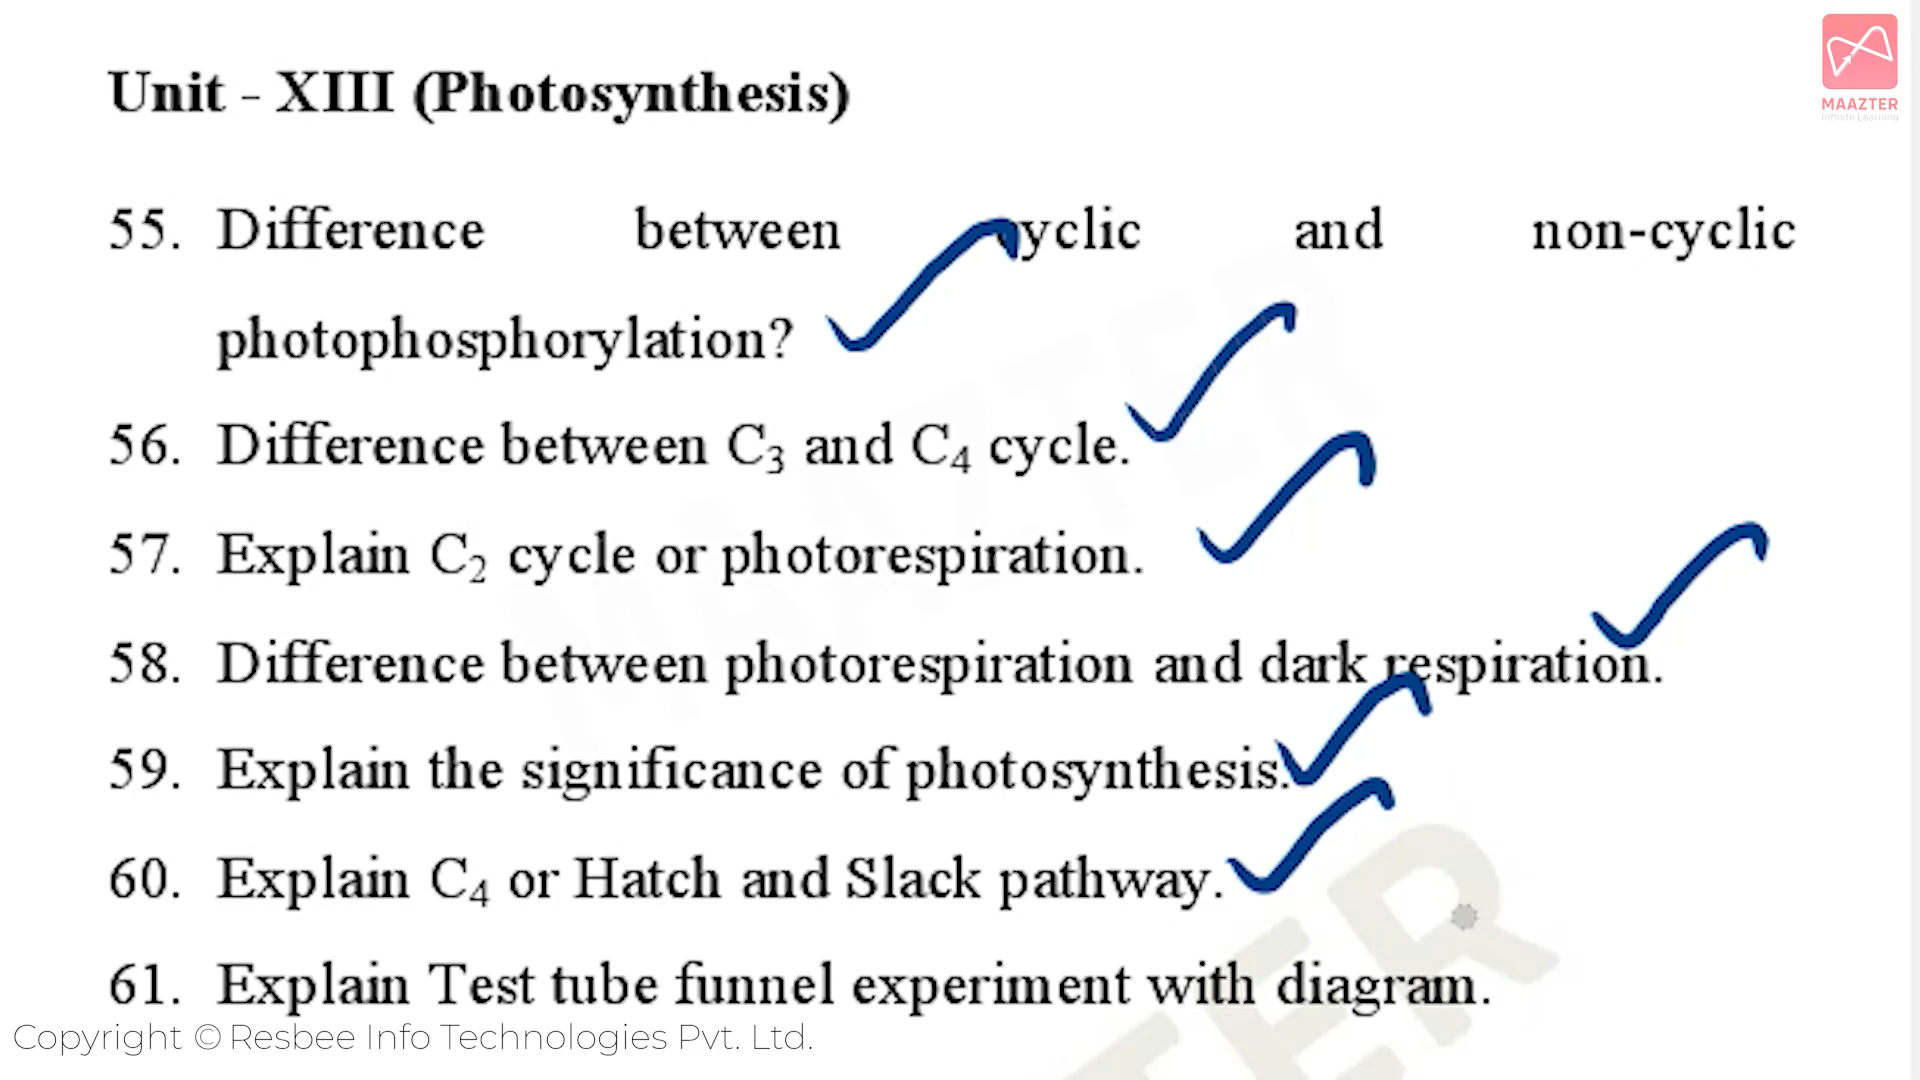 MAAZTER
Infinite Learning
Unit - XIII (Photosynthesis)
55. Difference between cyclic and non-cyclic
photophosphorylation?
56. Difference between C₃ and C₄ cycle.
57. Explain C₂ cycle or photorespiration.
58. Difference between photorespiration and dark respiration.
59. Explain the significance of photosynthesis.
60. Explain C₄ or Hatch and Slack pathway.
61. Explain Test tube funnel experiment with diagram.
Copyright © Resbee Info Technologies Pvt. Ltd.